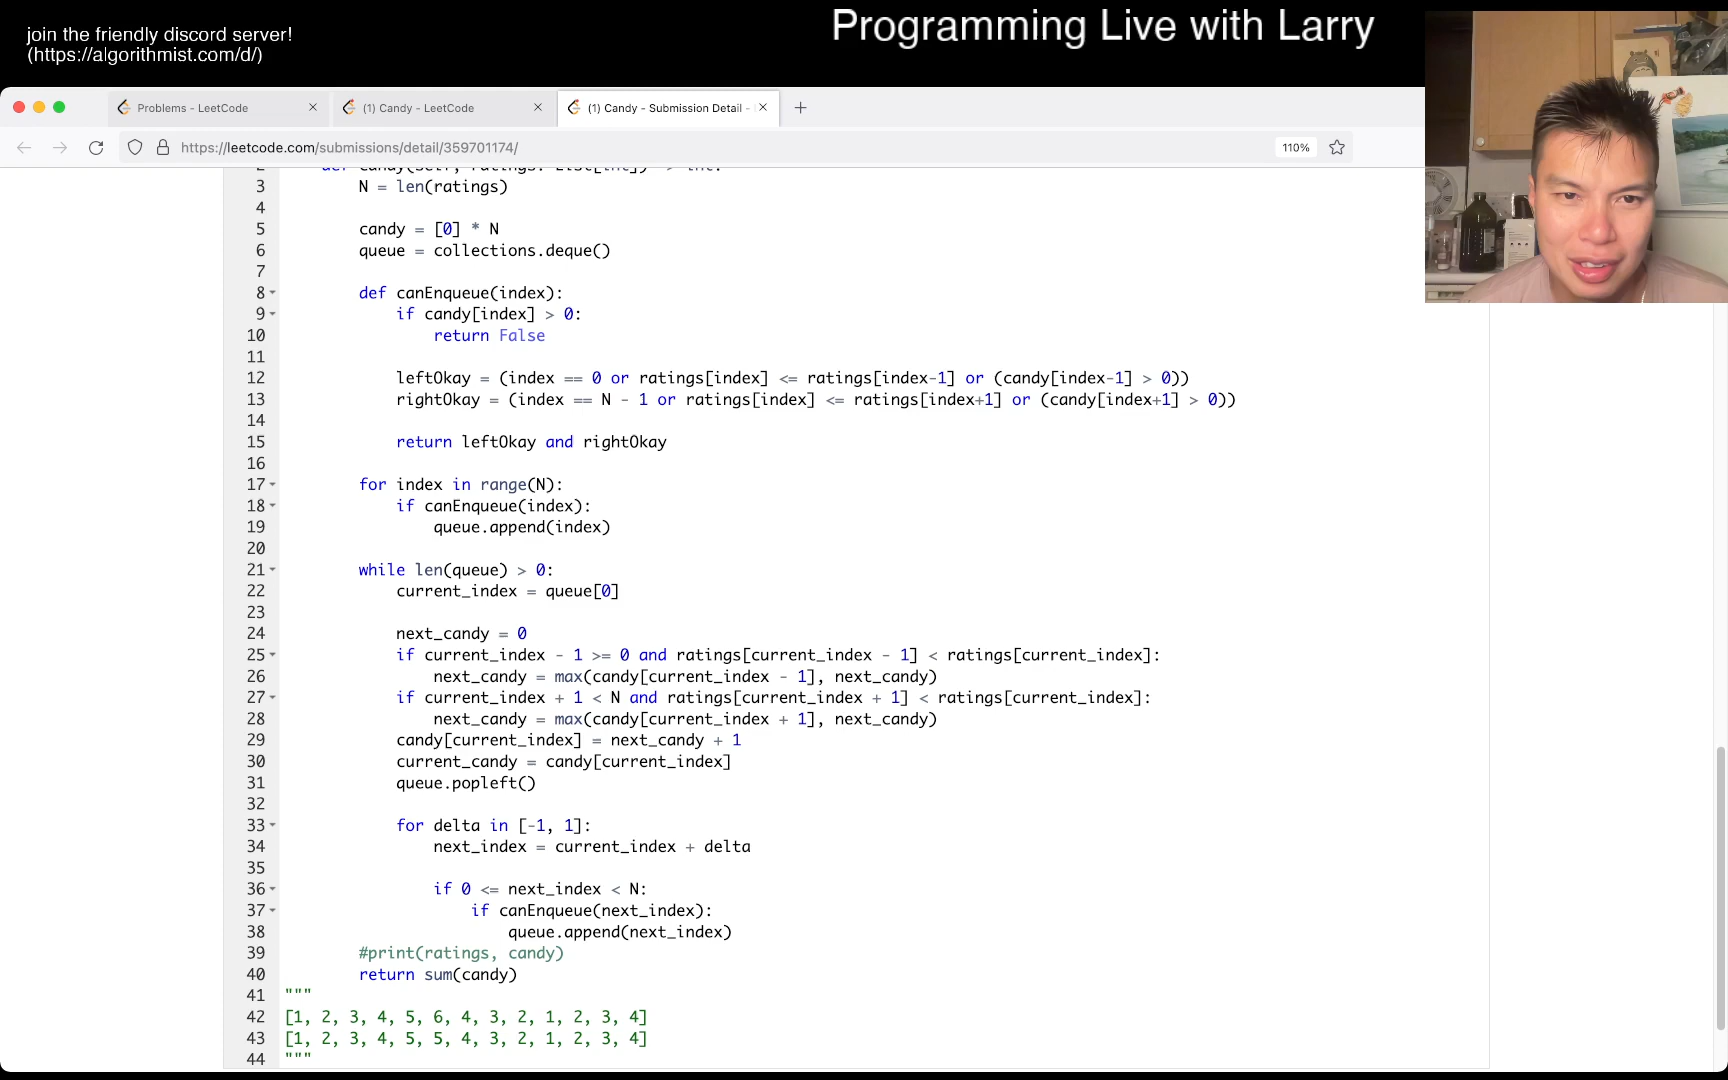 join the friendly discord server!
(https://algorithmist.com/d/)
Programming Live with Larry
Problems - LeetCode
(1) Candy - LeetCode
(1) Candy - Submission Detail -
https://leetcode.com/submissions/detail/359701174/
110%
3 N = len(ratings)
4
5 candy = [0] * N
6 queue = collections.deque()
7
8 def canEnqueue(index):
9 if candy[index] > 0:
10 return False
11
12 leftOkay = (index == 0 or ratings[index] <= ratings[index-1] or (candy[index-1] > 0))
13 rightOkay = (index == N - 1 or ratings[index] <= ratings[index+1] or (candy[index+1] > 0))
14
15 return leftOkay and rightOkay
16
17 for index in range(N):
18 if canEnqueue(index):
19 queue.append(index)
20
21 while len(queue) > 0:
22 current_index = queue[0]
23
24 next_candy = 0
25 if current_index - 1 >= 0 and ratings[current_index - 1] < ratings[current_index]:
26 next_candy = max(candy[current_index - 1], next_candy)
27 if current_index + 1 < N and ratings[current_index + 1] < ratings[current_index]:
28 next_candy = max(candy[current_index + 1], next_candy)
29 candy[current_index] = next_candy + 1
30 current_candy = candy[current_index]
31 queue.popleft()
32
33 for delta in [-1, 1]:
34 next_index = current_index + delta
35
36 if 0 <= next_index < N:
37 if canEnqueue(next_index):
38 queue.append(next_index)
39 #print(ratings, candy)
40 return sum(candy)
41 """
42 [1, 2, 3, 4, 5, 6, 4, 3, 2, 1, 2, 3, 4]
43 [1, 2, 3, 4, 5, 5, 4, 3, 2, 1, 2, 3, 4]
44 """